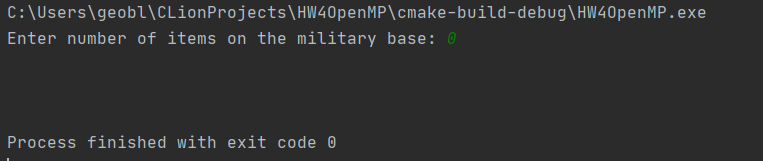 C:\Users\geobl\CLionProjects\HW4OpenMP\cmake-build-debug\HW4OpenMP.exe
Enter number of items on the military base: 0
Process finished with exit code 0